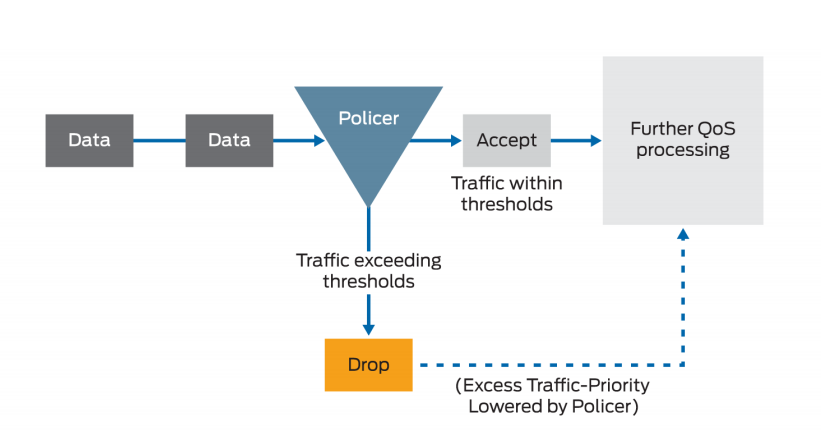 Data
Data
Policer
Accept
Further QoS
processing
Traffic within
thresholds
Traffic exceeding
thresholds
Drop
(Excess Traffic-Priority
Lowered by Policer)